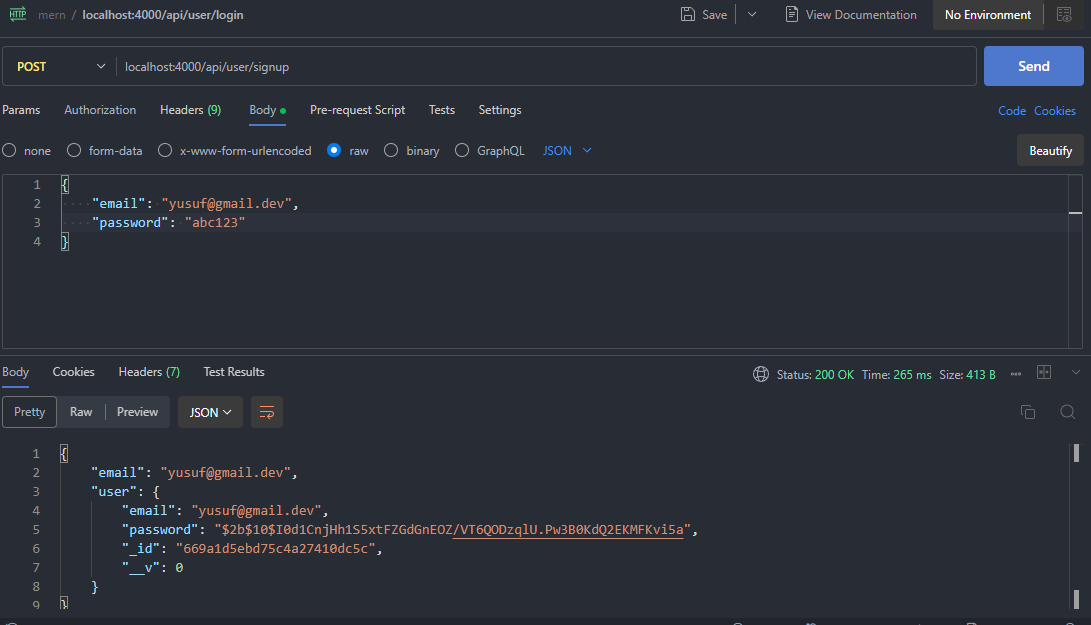 HTTP mern / localhost:4000/api/user/login Save View Documentation No Environment
POST localhost:4000/api/user/signup Send
Params Authorization Headers (9) Body Pre-request Script Tests Settings Code Cookies
none form-data x-www-form-urlencoded raw binary GraphQL JSON Beautify
1 {
2 "email": "yusuf@gmail.dev",
3 "password": "abc123"
4 }
Body Cookies Headers (7) Test Results Status: 200 OK Time: 265 ms Size: 413 B
Pretty Raw Preview JSON
1 {
2 "email": "yusuf@gmail.dev",
3 "user": {
4 "email": "yusuf@gmail.dev",
5 "password": "$2b$10$I0d1CnjHh1S5xtFZGdGnEOZ/VT6QODzqlU.Pw3B0KdQ2EKMFKvi5a",
6 "_id": "669a1d5ebd75c4a27410dc5c",
7 "__v": 0
8 }
9 }